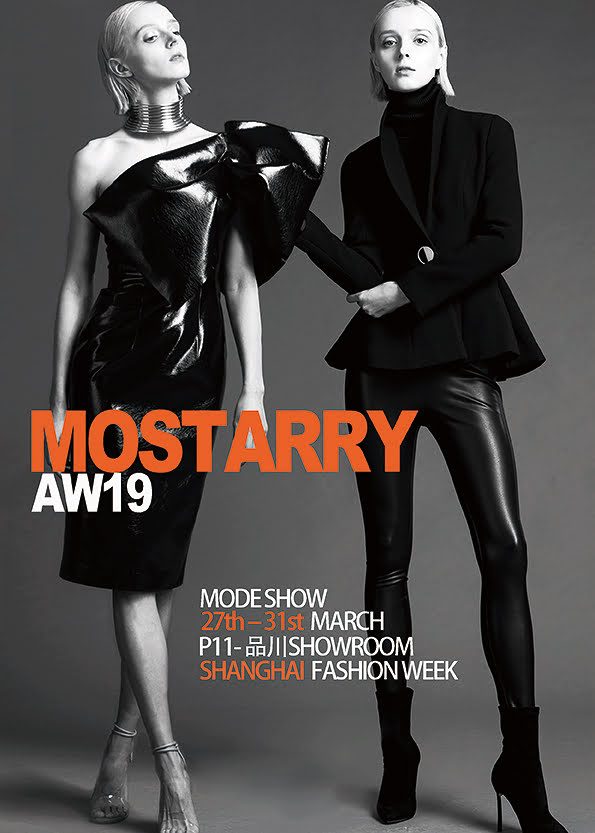 MOSTARRY
AW19
MODE SHOW
27th – 31st MARCH
P11- 品川SHOWROOM
SHANGHAI FASHION WEEK